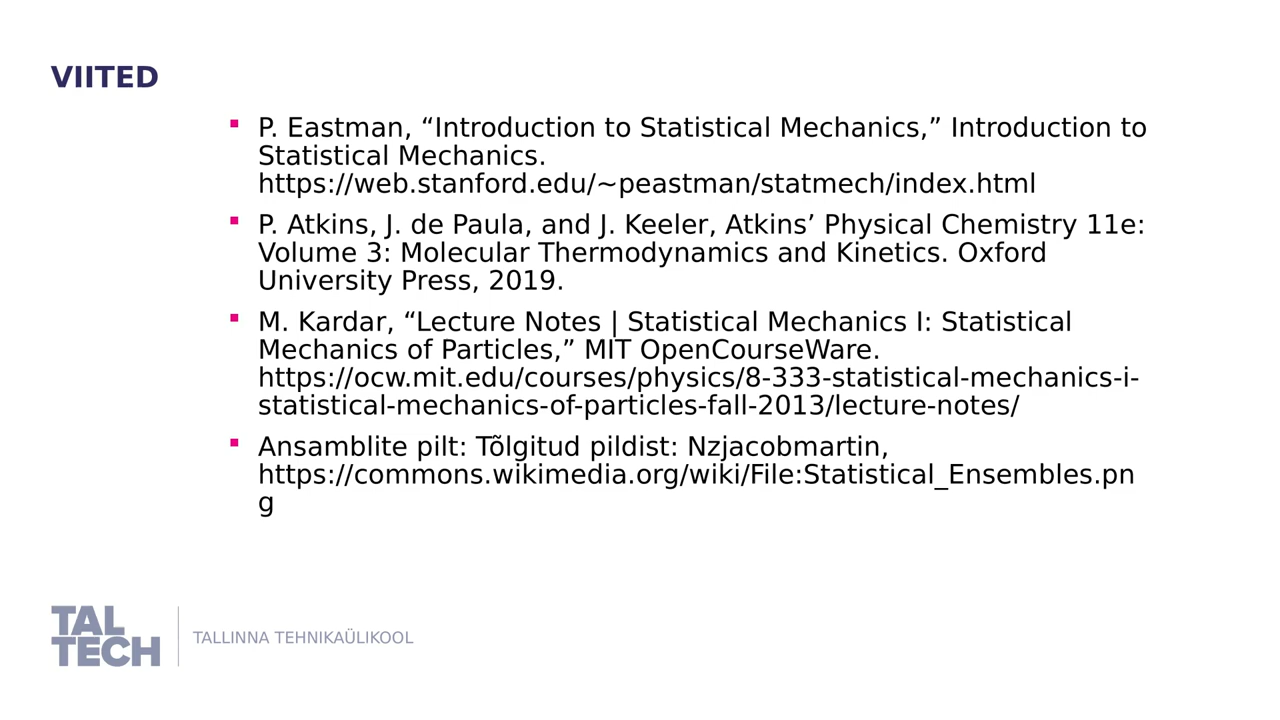 VIITED
P. Eastman, “Introduction to Statistical Mechanics,” Introduction to
Statistical Mechanics.
https://web.stanford.edu/~peastman/statmech/index.html
P. Atkins, J. de Paula, and J. Keeler, Atkins’ Physical Chemistry 11e:
Volume 3: Molecular Thermodynamics and Kinetics. Oxford
University Press, 2019.
M. Kardar, “Lecture Notes | Statistical Mechanics I: Statistical
Mechanics of Particles,” MIT OpenCourseWare.
https://ocw.mit.edu/courses/physics/8-333-statistical-mechanics-i-
statistical-mechanics-of-particles-fall-2013/lecture-notes/
Ansamblite pilt: Tõlgitud pildist: Nzjacobmartin,
https://commons.wikimedia.org/wiki/File:Statistical_Ensembles.pn
g
TAL
TECH
TALLINNA TEHNIKAÜLIKOOL